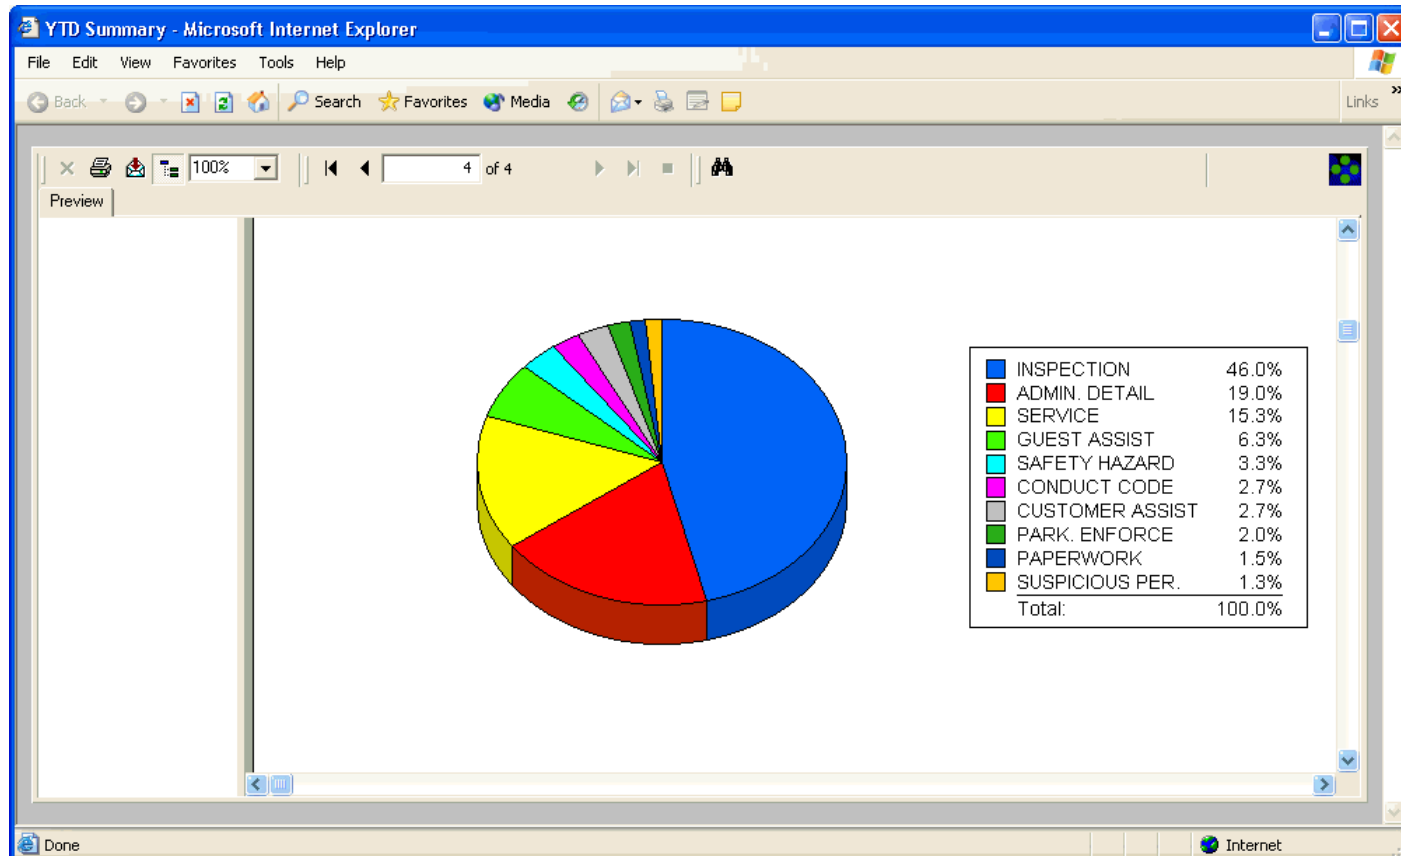 YTD Summary - Microsoft Internet Explorer
File Edit View Favorites Tools Help
Back Search Favorites Media Links »
100% 4 of 4
Preview
INSPECTION 46.0%
ADMIN. DETAIL 19.0%
SERVICE 15.3%
GUEST ASSIST 6.3%
SAFETY HAZARD 3.3%
CONDUCT CODE 2.7%
CUSTOMER ASSIST 2.7%
PARK. ENFORCE 2.0%
PAPERWORK 1.5%
SUSPICIOUS PER. 1.3%
Total: 100.0%
Done Internet